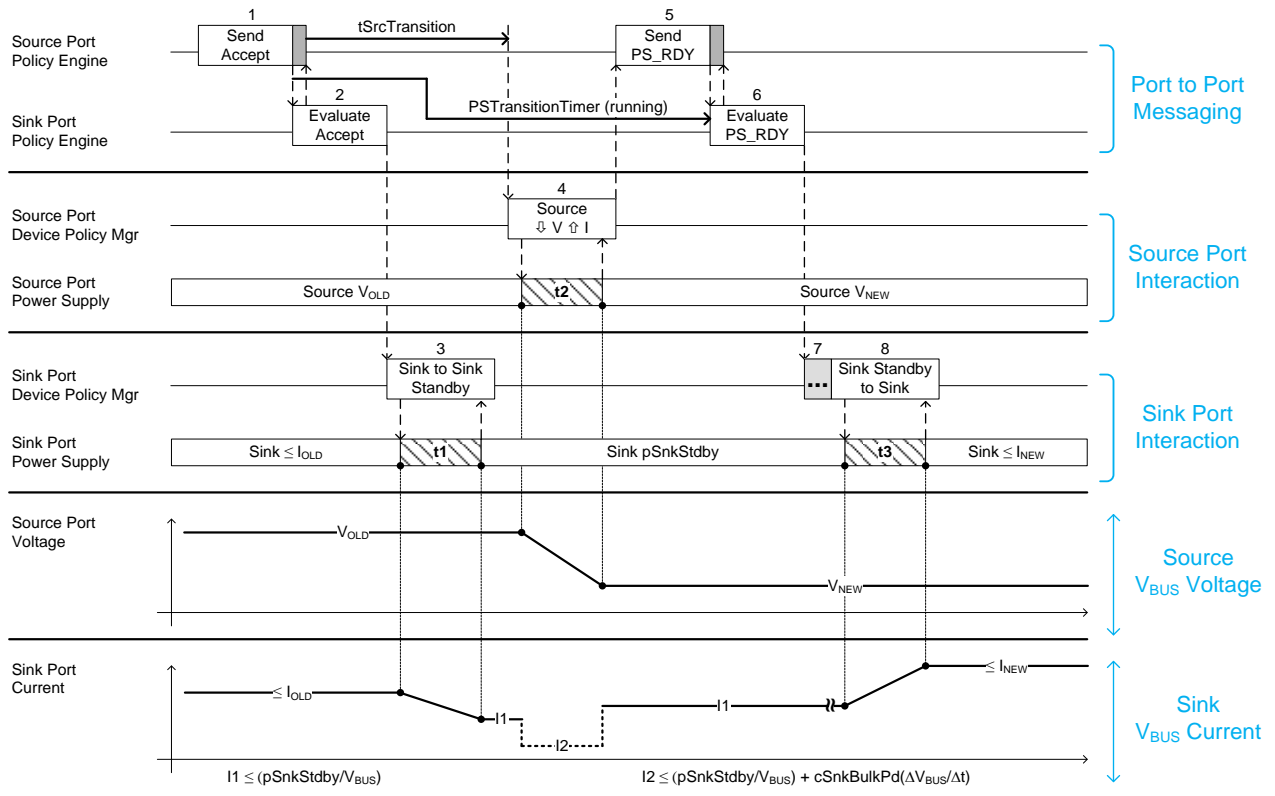 1
Source Port
Policy Engine
Send
Accept
tSrcTransition
5
Send
PS_RDY
2
PSTransitionTimer (running)
6
Sink Port
Policy Engine
Evaluate
Accept
Evaluate
PS_RDY
Port to Port
Messaging
4
Source Port
Device Policy Mgr
Source
⇩ V ⇧ I
Source Port
Power Supply
Source VOLD
t2
Source VNEW
Source Port
Interaction
3
7
8
Sink Port
Device Policy Mgr
Sink to Sink
Standby
...
Sink Standby
to Sink
Sink Port
Power Supply
Sink ≤ IOLD
t1
Sink pSnkStdby
t3
Sink ≤ INEW
Sink Port
Interaction
Source Port
Voltage
VOLD
VNEW
Source
VBUS Voltage
Sink Port
Current
≤ IOLD
I1
I2
I1
≤ INEW
Sink
VBUS Current
I1 ≤ (pSnkStdby/VBUS)
I2 ≤ (pSnkStdby/VBUS) + cSnkBulkPd(ΔVBUS/Δt)